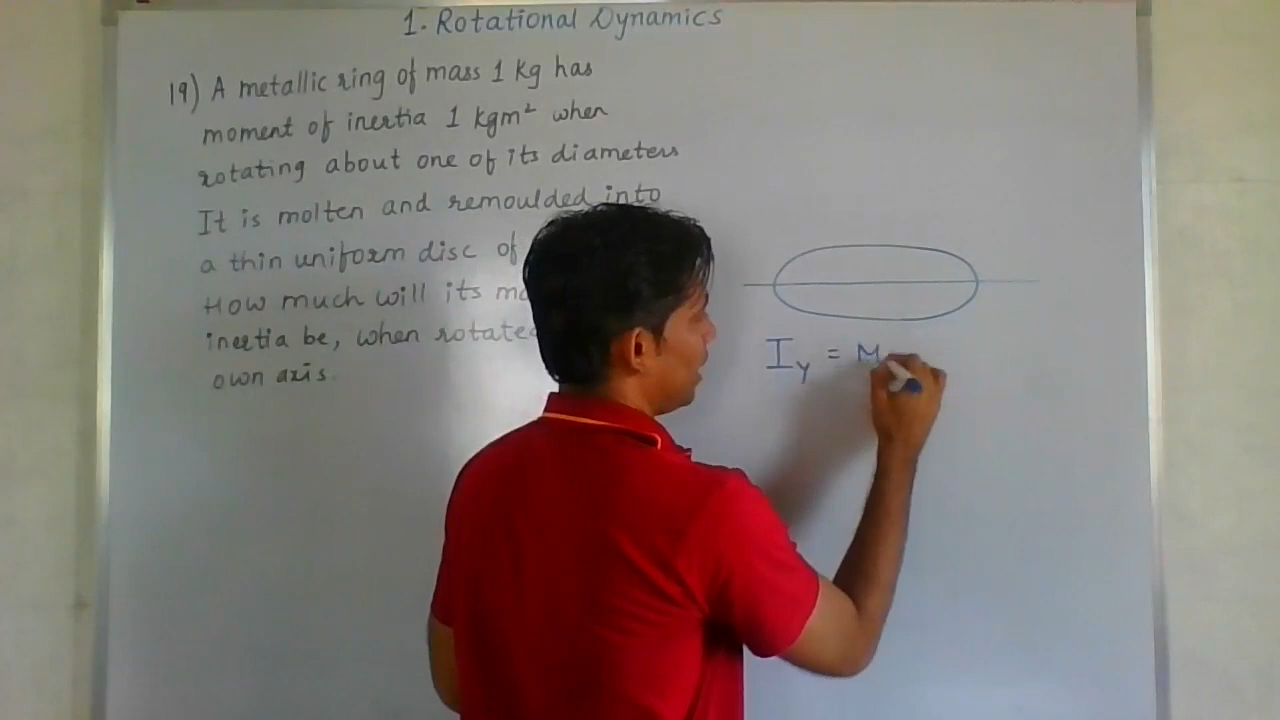 1. Rotational Dynamics
19) A metallic ring of mass 1 kg has
moment of inertia 1 kgm² when
rotating about one of its diameters
It is molten and remoulded into
a thin uniform disc of
How much will its
inertia be, when rotated
own axis.
I_y = M